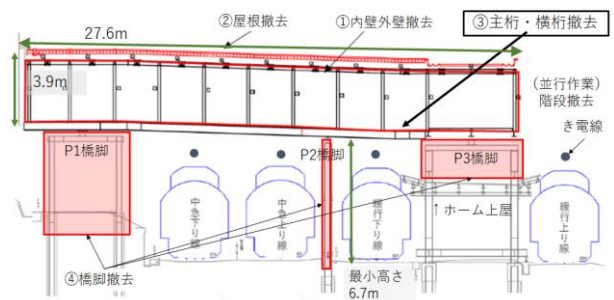 ②屋根撤去
①内壁外壁撤去
③主桁・横桁撤去
27.6m
3.9m
(並行作業)
階段撤去
き電線
P1橋脚
P2橋脚
P3橋脚
中急下り線
中急上り線
緩行下り線
↑ホーム上屋
緩行上り線
④橋脚撤去
最小高さ
6.7m